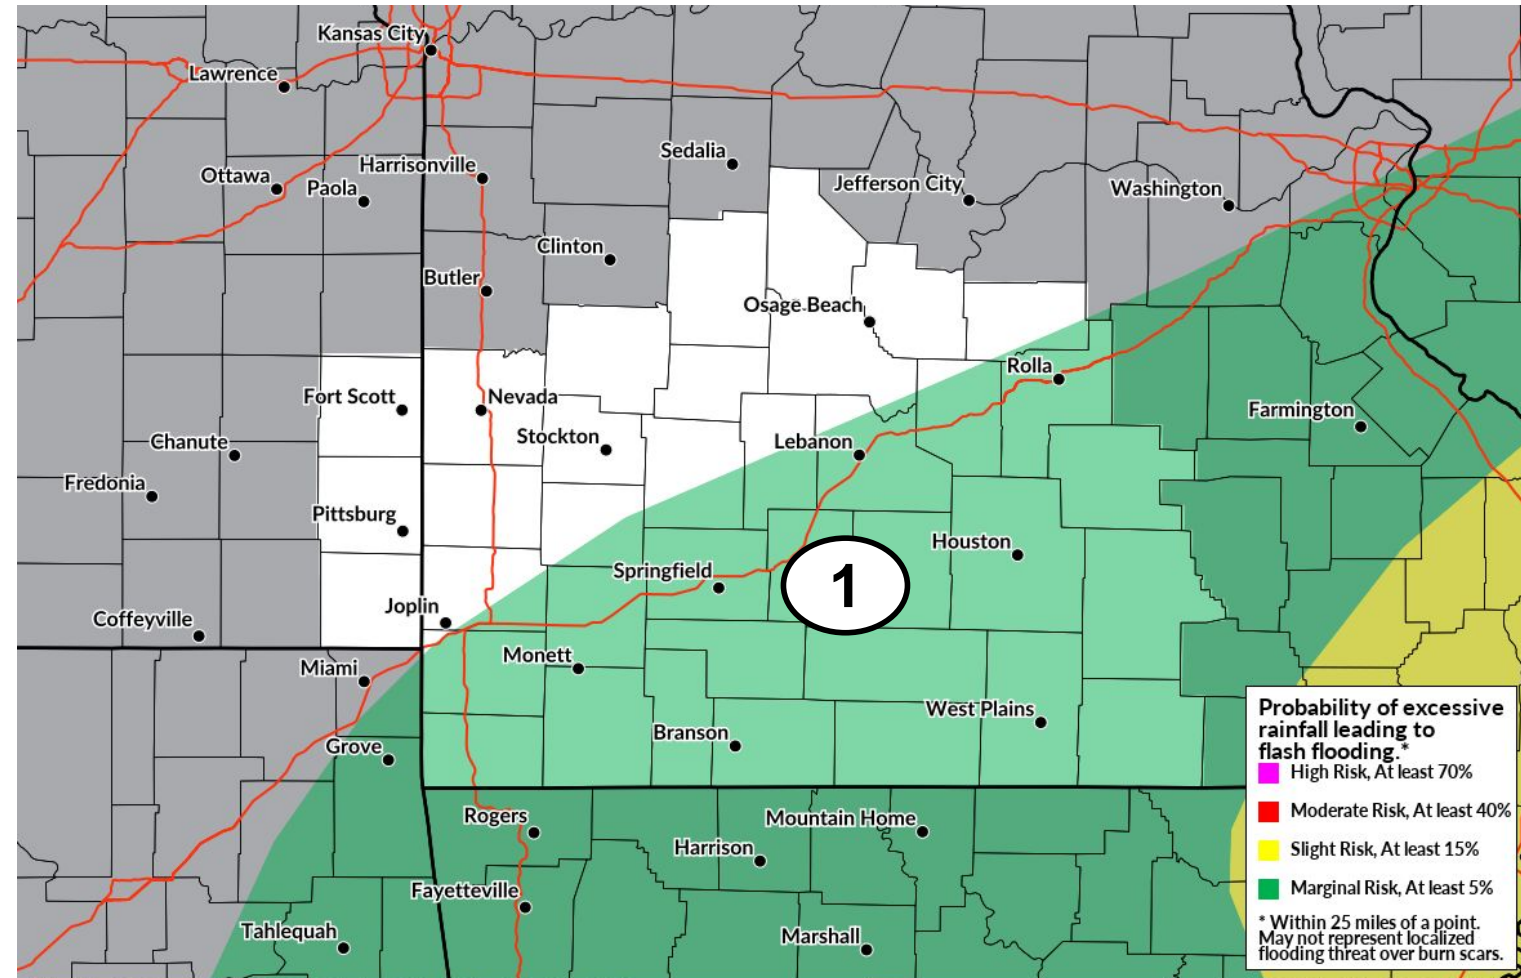 Kansas City
Lawrence
Sedalia
Harrisonville
Ottawa
Paola
Jefferson City
Washington
Clinton
Butler
Osage Beach
Rolla
Fort Scott
Nevada
Farmington
Stockton
Chanute
Lebanon
Fredonia
Pittsburg
Houston
Springfield
1
Joplin
Coffeyville
Monett
Miami
West Plains
Branson
Grove
Rogers
Mountain Home
Harrison
Fayetteville
Tahlequah
Marshall
Probability of excessive
rainfall leading to
flash flooding.*
High Risk, At least 70%
Moderate Risk, At least 40%
Slight Risk, At least 15%
Marginal Risk, At least 5%
* Within 25 miles of a point.
May not represent localized
flooding threat over burn scars.